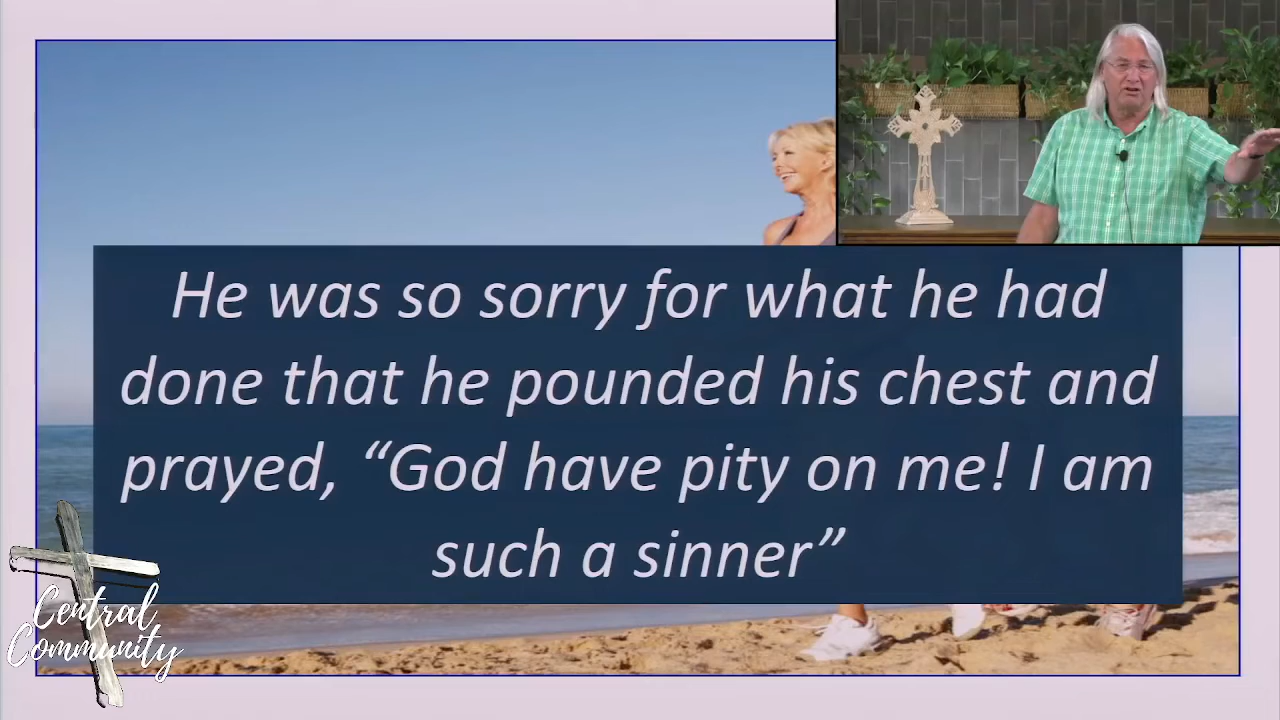 He was so sorry for what he had
done that he pounded his chest and
prayed, “God have pity on me! I am
such a sinner”
Central
Community